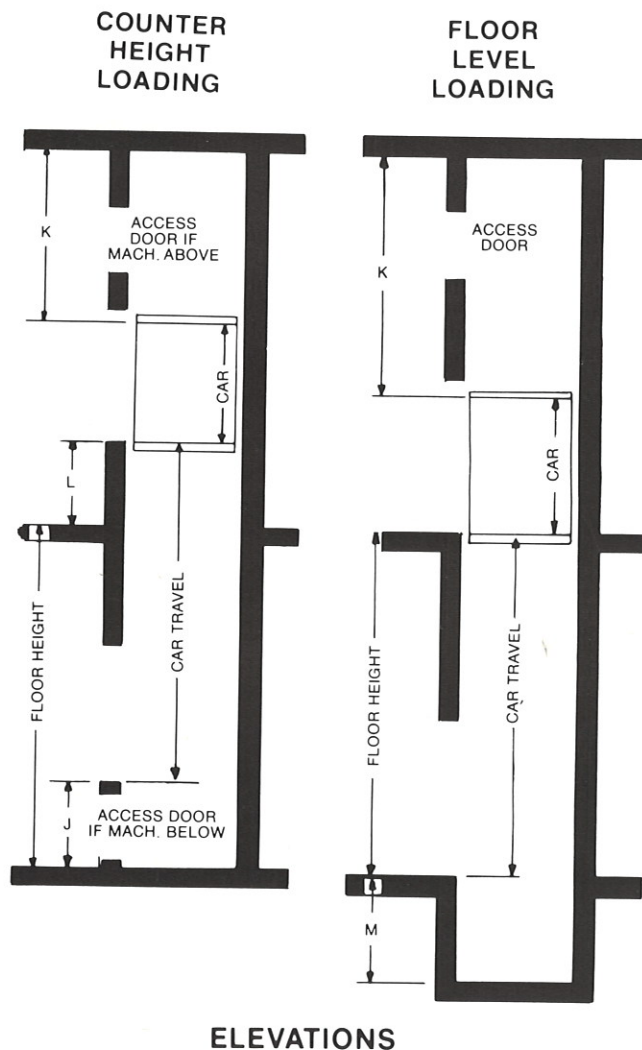 COUNTER
HEIGHT
LOADING
FLOOR
LEVEL
LOADING
K
ACCESS
DOOR IF
MACH. ABOVE
CAR
L
FLOOR HEIGHT
CAR TRAVEL
J
ACCESS DOOR
IF MACH. BELOW
K
ACCESS
DOOR
CAR
FLOOR HEIGHT
CAR TRAVEL
M
ELEVATIONS